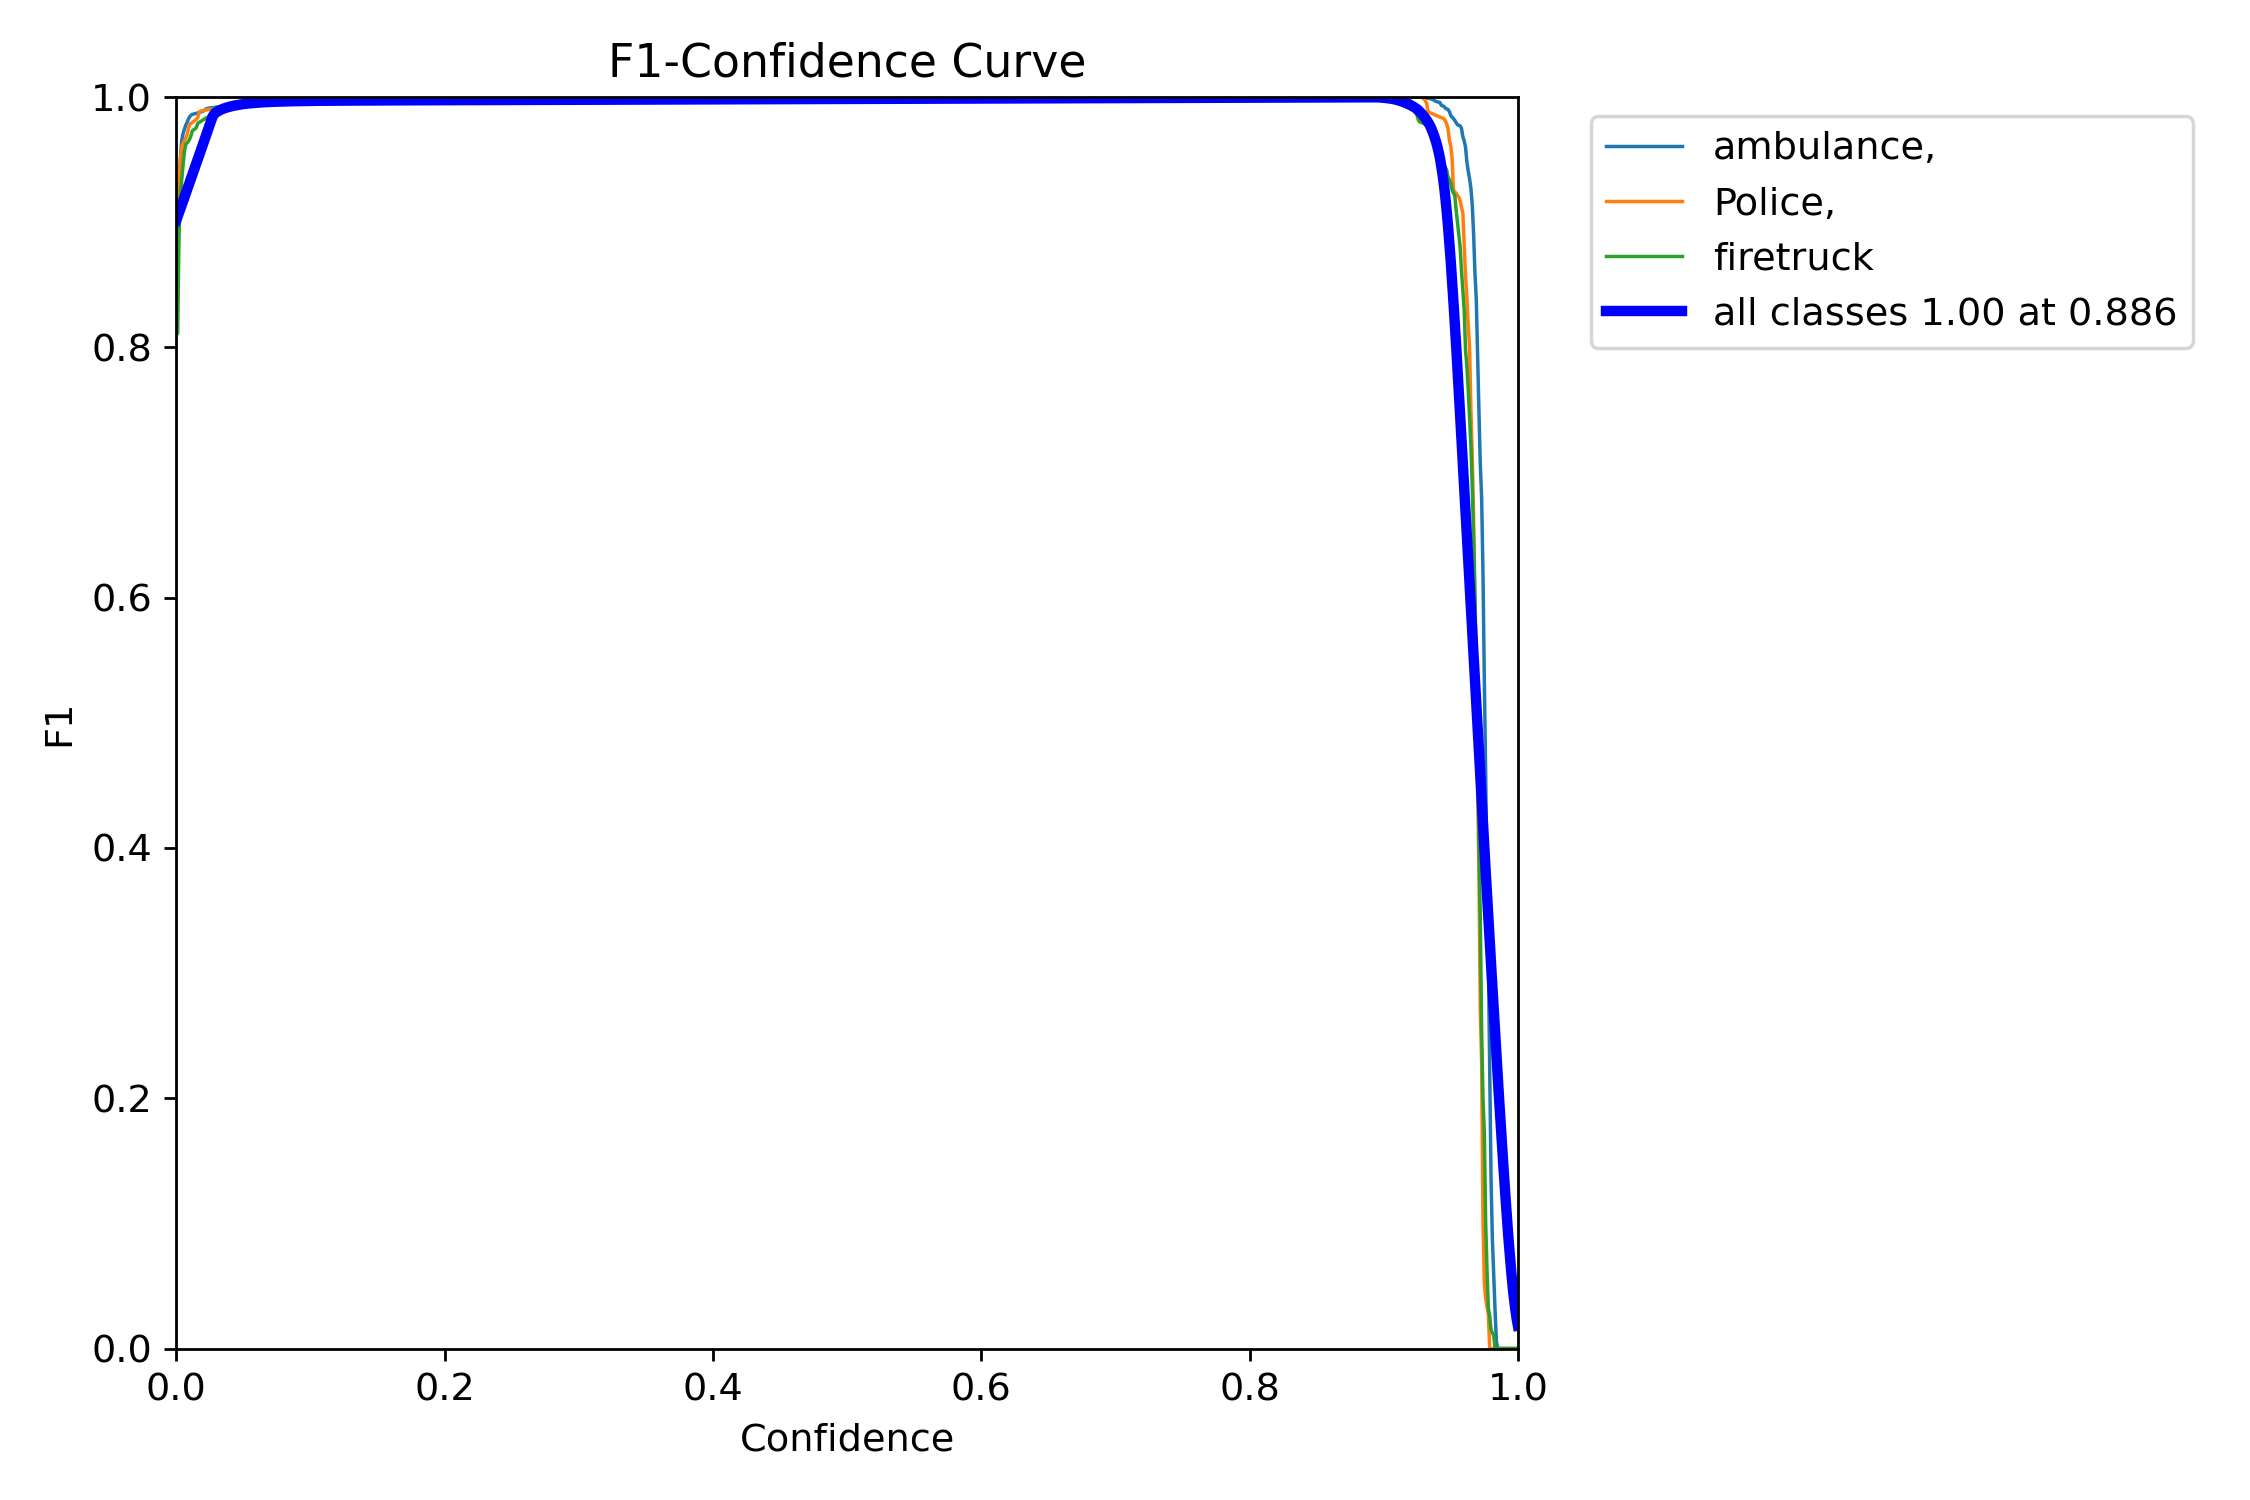 F1-Confidence Curve
1.0
0.8
0.6
0.4
0.2
0.0
F1
0.0 0.2 0.4 0.6 0.8 1.0
Confidence
ambulance,
Police,
firetruck
all classes 1.00 at 0.886